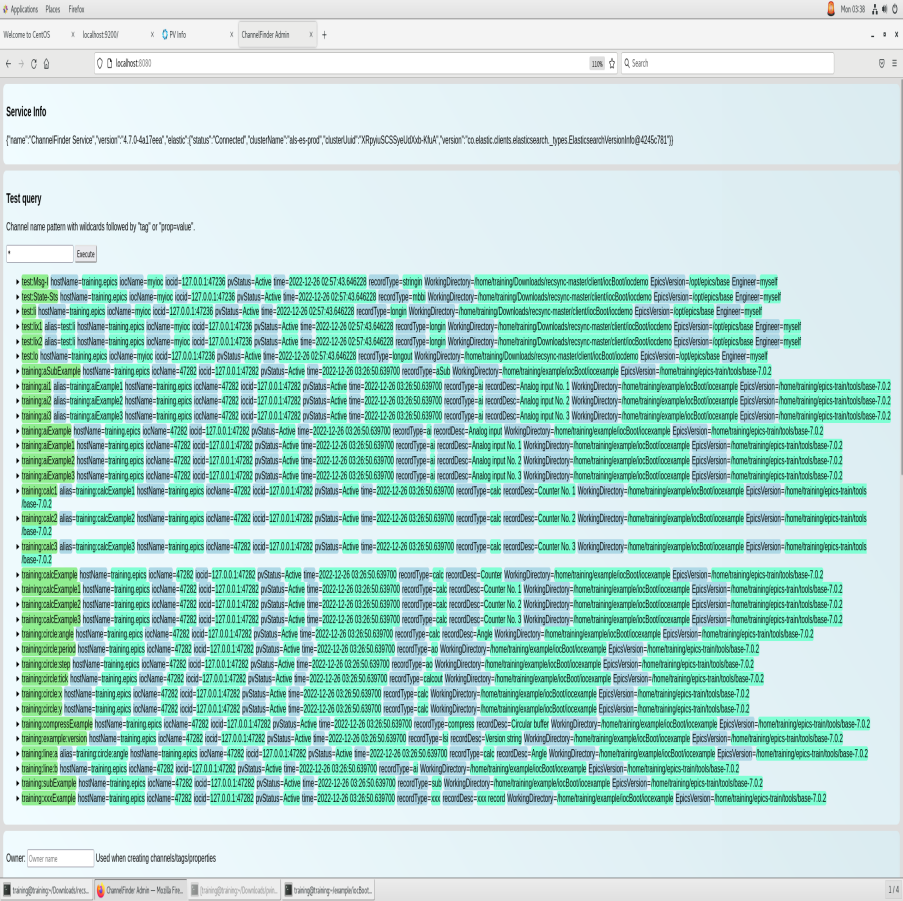 Applications Places Firefox Mon 03:38
Welcome to CentOS x localhost:9200/ x PV Info x ChannelFinder Admin x +
localhost:8080 110% Search
Service Info
{"name":"ChannelFinder Service","version":"4.7.0-4a17eea","elastic":{"status":"Connected","clusterName":"als-es-prod","clusterUuid":"XRpyiuSCSSyeUdXxb-KfuA","version":"co.elastic.clients.elasticsearch._types.ElasticsearchVersionInfo@4245c781"}}
Test query
Channel name pattern with wildcards followed by "tag" or "prop=value".
* Execute
test:Msg-I hostName=training.epics iocName=myioc iocid=127.0.0.1:47236 pvStatus=Active time=2022-12-26 02:57:43.646228 recordType=stringin WorkingDirectory=/home/training/Downloads/recsync-master/client/iocBoot/iocdemo EpicsVersion=/opt/epics/base Engineer=myself
test:State-Sts hostName=training.epics iocName=myioc iocid=127.0.0.1:47236 pvStatus=Active time=2022-12-26 02:57:43.646228 recordType=mbbi WorkingDirectory=/home/training/Downloads/recsync-master/client/iocBoot/iocdemo EpicsVersion=/opt/epics/base Engineer=myself
test:li hostName=training.epics iocName=myioc iocid=127.0.0.1:47236 pvStatus=Active time=2022-12-26 02:57:43.646228 recordType=longin WorkingDirectory=/home/training/Downloads/recsync-master/client/iocBoot/iocdemo EpicsVersion=/opt/epics/base Engineer=myself
test:lix1 alias=test:li hostName=training.epics iocName=myioc iocid=127.0.0.1:47236 pvStatus=Active time=2022-12-26 02:57:43.646228 recordType=longin WorkingDirectory=/home/training/Downloads/recsync-master/client/iocBoot/iocdemo EpicsVersion=/opt/epics/base Engineer=myself
test:lix2 alias=test:li hostName=training.epics iocName=myioc iocid=127.0.0.1:47236 pvStatus=Active time=2022-12-26 02:57:43.646228 recordType=longin WorkingDirectory=/home/training/Downloads/recsync-master/client/iocBoot/iocdemo EpicsVersion=/opt/epics/base Engineer=myself
test:lo hostName=training.epics iocName=myioc iocid=127.0.0.1:47236 pvStatus=Active time=2022-12-26 02:57:43.646228 recordType=longout WorkingDirectory=/home/training/Downloads/recsync-master/client/iocBoot/iocdemo EpicsVersion=/opt/epics/base Engineer=myself
training:aSubExample hostName=training.epics iocName=47282 iocid=127.0.0.1:47282 pvStatus=Active time=2022-12-26 03:26:50.639700 recordType=aSub WorkingDirectory=/home/training/example/iocBoot/iocexample EpicsVersion=/home/training/epics-train/tools/base-7.0.2
training:ai1 alias=training:aiExample1 hostName=training.epics iocName=47282 iocid=127.0.0.1:47282 pvStatus=Active time=2022-12-26 03:26:50.639700 recordType=ai recordDesc=Analog input No. 1 WorkingDirectory=/home/training/example/iocBoot/iocexample EpicsVersion=/home/training/epics-train/tools/base-7.0.2
training:ai2 alias=training:aiExample2 hostName=training.epics iocName=47282 iocid=127.0.0.1:47282 pvStatus=Active time=2022-12-26 03:26:50.639700 recordType=ai recordDesc=Analog input No. 2 WorkingDirectory=/home/training/example/iocBoot/iocexample EpicsVersion=/home/training/epics-train/tools/base-7.0.2
training:ai3 alias=training:aiExample3 hostName=training.epics iocName=47282 iocid=127.0.0.1:47282 pvStatus=Active time=2022-12-26 03:26:50.639700 recordType=ai recordDesc=Analog input No. 3 WorkingDirectory=/home/training/example/iocBoot/iocexample EpicsVersion=/home/training/epics-train/tools/base-7.0.2
training:aiExample hostName=training.epics iocName=47282 iocid=127.0.0.1:47282 pvStatus=Active time=2022-12-26 03:26:50.639700 recordType=ai recordDesc=Analog input WorkingDirectory=/home/training/example/iocBoot/iocexample EpicsVersion=/home/training/epics-train/tools/base-7.0.2
training:aiExample1 hostName=training.epics iocName=47282 iocid=127.0.0.1:47282 pvStatus=Active time=2022-12-26 03:26:50.639700 recordType=ai recordDesc=Analog input No. 1 WorkingDirectory=/home/training/example/iocBoot/iocexample EpicsVersion=/home/training/epics-train/tools/base-7.0.2
training:aiExample2 hostName=training.epics iocName=47282 iocid=127.0.0.1:47282 pvStatus=Active time=2022-12-26 03:26:50.639700 recordType=ai recordDesc=Analog input No. 2 WorkingDirectory=/home/training/example/iocBoot/iocexample EpicsVersion=/home/training/epics-train/tools/base-7.0.2
training:aiExample3 hostName=training.epics iocName=47282 iocid=127.0.0.1:47282 pvStatus=Active time=2022-12-26 03:26:50.639700 recordType=ai recordDesc=Analog input No. 3 WorkingDirectory=/home/training/example/iocBoot/iocexample EpicsVersion=/home/training/epics-train/tools/base-7.0.2
training:calc1 alias=training:calcExample1 hostName=training.epics iocName=47282 iocid=127.0.0.1:47282 pvStatus=Active time=2022-12-26 03:26:50.639700 recordType=calc recordDesc=Counter No. 1 WorkingDirectory=/home/training/example/iocBoot/iocexample EpicsVersion=/home/training/epics-train/tools
/base-7.0.2
training:calc2 alias=training:calcExample2 hostName=training.epics iocName=47282 iocid=127.0.0.1:47282 pvStatus=Active time=2022-12-26 03:26:50.639700 recordType=calc recordDesc=Counter No. 2 WorkingDirectory=/home/training/example/iocBoot/iocexample EpicsVersion=/home/training/epics-train/tools
/base-7.0.2
training:calc3 alias=training:calcExample3 hostName=training.epics iocName=47282 iocid=127.0.0.1:47282 pvStatus=Active time=2022-12-26 03:26:50.639700 recordType=calc recordDesc=Counter No. 3 WorkingDirectory=/home/training/example/iocBoot/iocexample EpicsVersion=/home/training/epics-train/tools
/base-7.0.2
training:calcExample hostName=training.epics iocName=47282 iocid=127.0.0.1:47282 pvStatus=Active time=2022-12-26 03:26:50.639700 recordType=calc recordDesc=Counter WorkingDirectory=/home/training/example/iocBoot/iocexample EpicsVersion=/home/training/epics-train/tools/base-7.0.2
training:calcExample1 hostName=training.epics iocName=47282 iocid=127.0.0.1:47282 pvStatus=Active time=2022-12-26 03:26:50.639700 recordType=calc recordDesc=Counter No. 1 WorkingDirectory=/home/training/example/iocBoot/iocexample EpicsVersion=/home/training/epics-train/tools/base-7.0.2
training:calcExample2 hostName=training.epics iocName=47282 iocid=127.0.0.1:47282 pvStatus=Active time=2022-12-26 03:26:50.639700 recordType=calc recordDesc=Counter No. 2 WorkingDirectory=/home/training/example/iocBoot/iocexample EpicsVersion=/home/training/epics-train/tools/base-7.0.2
training:calcExample3 hostName=training.epics iocName=47282 iocid=127.0.0.1:47282 pvStatus=Active time=2022-12-26 03:26:50.639700 recordType=calc recordDesc=Counter No. 3 WorkingDirectory=/home/training/example/iocBoot/iocexample EpicsVersion=/home/training/epics-train/tools/base-7.0.2
training:circle:angle hostName=training.epics iocName=47282 iocid=127.0.0.1:47282 pvStatus=Active time=2022-12-26 03:26:50.639700 recordType=calc recordDesc=Angle WorkingDirectory=/home/training/example/iocBoot/iocexample EpicsVersion=/home/training/epics-train/tools/base-7.0.2
training:circle:period hostName=training.epics iocName=47282 iocid=127.0.0.1:47282 pvStatus=Active time=2022-12-26 03:26:50.639700 recordType=ao WorkingDirectory=/home/training/example/iocBoot/iocexample EpicsVersion=/home/training/epics-train/tools/base-7.0.2
training:circle:step hostName=training.epics iocName=47282 iocid=127.0.0.1:47282 pvStatus=Active time=2022-12-26 03:26:50.639700 recordType=ao WorkingDirectory=/home/training/example/iocBoot/iocexample EpicsVersion=/home/training/epics-train/tools/base-7.0.2
training:circle:tick hostName=training.epics iocName=47282 iocid=127.0.0.1:47282 pvStatus=Active time=2022-12-26 03:26:50.639700 recordType=calcout WorkingDirectory=/home/training/example/iocBoot/iocexample EpicsVersion=/home/training/epics-train/tools/base-7.0.2
training:circle:x hostName=training.epics iocName=47282 iocid=127.0.0.1:47282 pvStatus=Active time=2022-12-26 03:26:50.639700 recordType=calc WorkingDirectory=/home/training/example/iocBoot/iocexample EpicsVersion=/home/training/epics-train/tools/base-7.0.2
training:circle:y hostName=training.epics iocName=47282 iocid=127.0.0.1:47282 pvStatus=Active time=2022-12-26 03:26:50.639700 recordType=calc WorkingDirectory=/home/training/example/iocBoot/iocexample EpicsVersion=/home/training/epics-train/tools/base-7.0.2
training:compressExample hostName=training.epics iocName=47282 iocid=127.0.0.1:47282 pvStatus=Active time=2022-12-26 03:26:50.639700 recordType=compress recordDesc=Circular buffer WorkingDirectory=/home/training/example/iocBoot/iocexample EpicsVersion=/home/training/epics-train/tools/base-7.0.2
training:example:version hostName=training.epics iocName=47282 iocid=127.0.0.1:47282 pvStatus=Active time=2022-12-26 03:26:50.639700 recordType=lsi recordDesc=Version string WorkingDirectory=/home/training/example/iocBoot/iocexample EpicsVersion=/home/training/epics-train/tools/base-7.0.2
training:line:a alias=training:circle:angle hostName=training.epics iocName=47282 iocid=127.0.0.1:47282 pvStatus=Active time=2022-12-26 03:26:50.639700 recordType=calc recordDesc=Angle WorkingDirectory=/home/training/example/iocBoot/iocexample EpicsVersion=/home/training/epics-train/tools/base-7.0.2
training:line:b hostName=training.epics iocName=47282 iocid=127.0.0.1:47282 pvStatus=Active time=2022-12-26 03:26:50.639700 recordType=ai WorkingDirectory=/home/training/example/iocBoot/iocexample EpicsVersion=/home/training/epics-train/tools/base-7.0.2
training:subExample hostName=training.epics iocName=47282 iocid=127.0.0.1:47282 pvStatus=Active time=2022-12-26 03:26:50.639700 recordType=sub WorkingDirectory=/home/training/example/iocBoot/iocexample EpicsVersion=/home/training/epics-train/tools/base-7.0.2
training:xxxExample hostName=training.epics iocName=47282 iocid=127.0.0.1:47282 pvStatus=Active time=2022-12-26 03:26:50.639700 recordType=xxx recordDesc=xxx record WorkingDirectory=/home/training/example/iocBoot/iocexample EpicsVersion=/home/training/epics-train/tools/base-7.0.2
Owner: Owner name Used when creating channels/tags/properties
training@training:~/Downloads/recs... ChannelFinder Admin — Mozilla Fire... [training@training:~/Downloads/pvin... training@training:~/example/iocBoot... 1 / 4